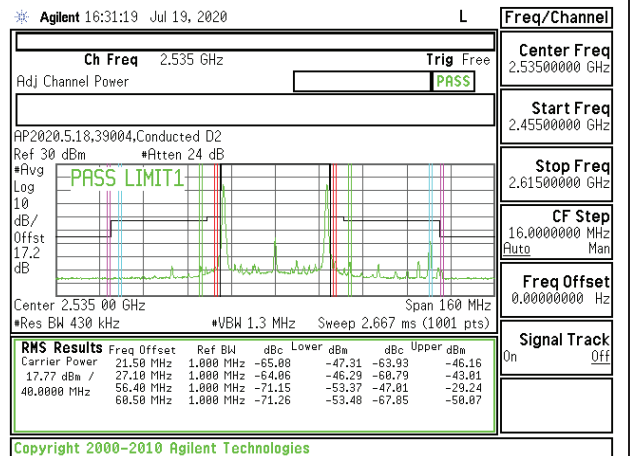 Agilent 16:31:19 Jul 19, 2020 L
Freq/Channel
Ch Freq 2.535 GHz Trig Free
Adj Channel Power PASS
AP2020.5.18,39004,Conducted D2
Ref 30 dBm #Atten 24 dB
#Avg
Log
10
dB/
Offst
17.2
dB
PASS LIMIT1
Center 2.535 00 GHz Span 160 MHz
#Res BW 430 kHz #VBW 1.3 MHz Sweep 2.667 ms (1001 pts)
RMS Results Freq Offset Ref BW dBc Lower dBm dBc Upper dBm
Carrier Power 21.50 MHz 1.000 MHz -65.08 -47.31 -63.93 -46.16
17.77 dBm / 27.10 MHz 1.000 MHz -64.06 -46.29 -60.79 -43.01
40.0000 MHz 56.40 MHz 1.000 MHz -71.15 -53.37 -47.01 -29.24
60.50 MHz 1.000 MHz -71.26 -53.48 -67.85 -50.07
Center Freq
2.53500000 GHz
Start Freq
2.45500000 GHz
Stop Freq
2.61500000 GHz
CF Step
16.0000000 MHz
Auto Man
Freq Offset
0.00000000 Hz
Signal Track
On Off
Copyright 2000-2010 Agilent Technologies